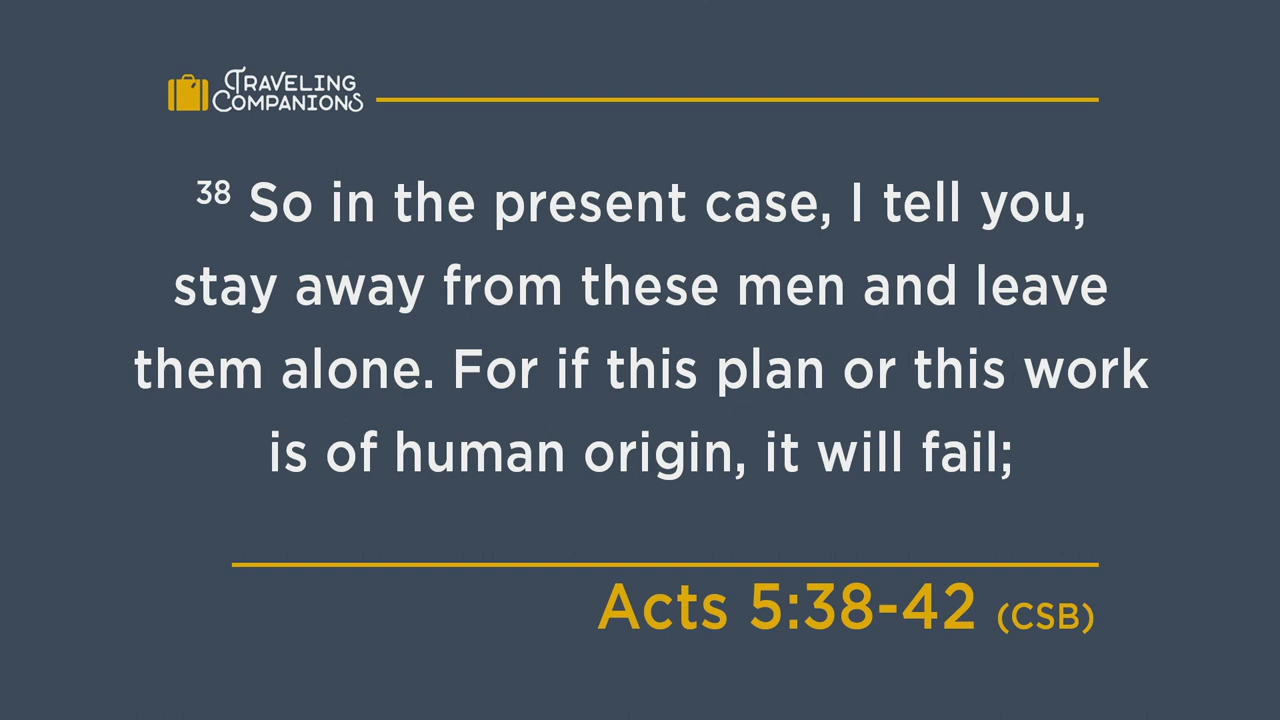 TRAVELING
COMPANIONS
38 So in the present case, I tell you,
stay away from these men and leave
them alone. For if this plan or this work
is of human origin, it will fail;
Acts 5:38-42 (CSB)